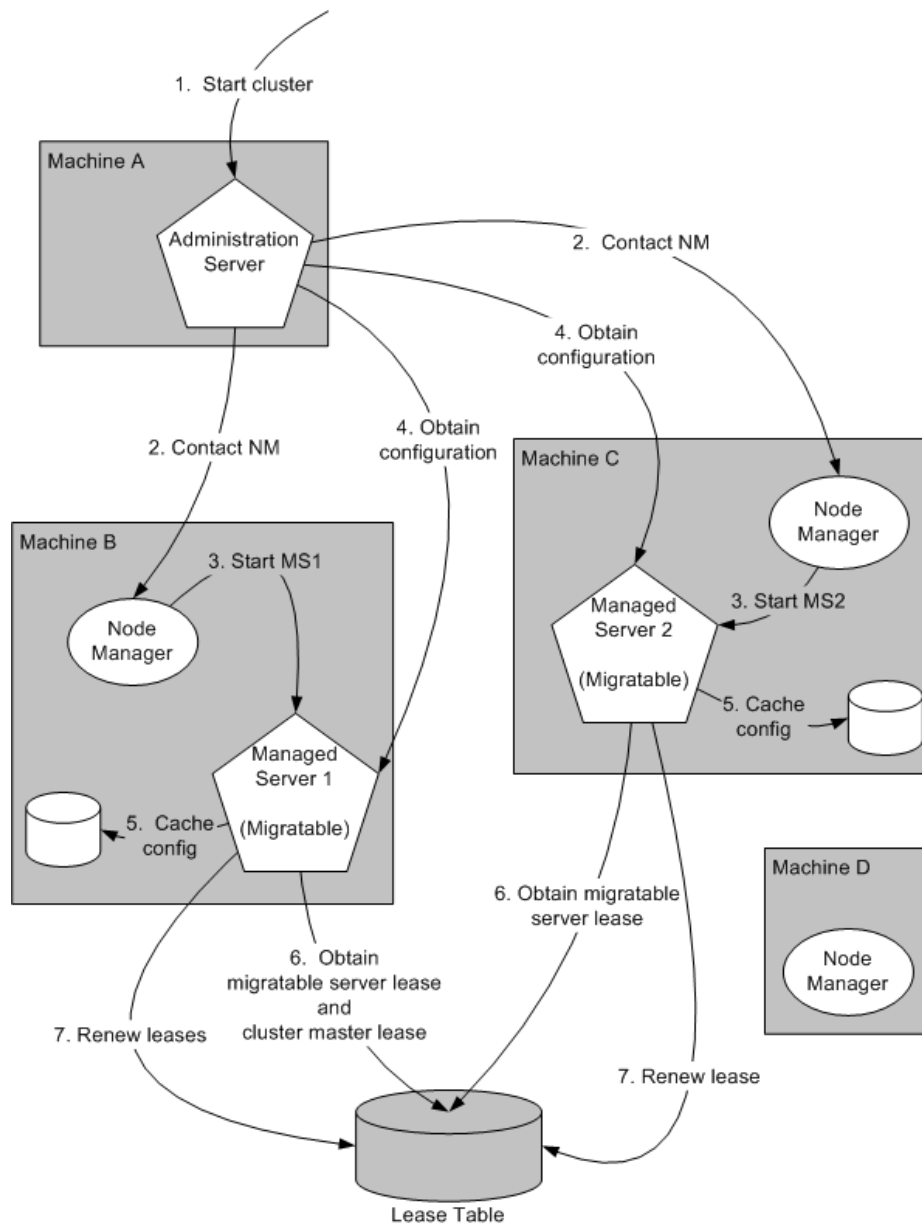 1. Start cluster
Machine A
Administration
Server
2. Contact NM
4. Obtain
configuration
2. Contact NM
4. Obtain
configuration
Machine C
Node
Manager
3. Start MS2
Managed
Server 2
(Migratable)
5. Cache
config
Machine B
3. Start MS1
Node
Manager
Managed
Server 1
(Migratable)
5. Cache
config
Machine D
Node
Manager
6. Obtain migratable
server lease
6. Obtain
migratable server lease
and
cluster master lease
7. Renew leases
7. Renew lease
Lease Table